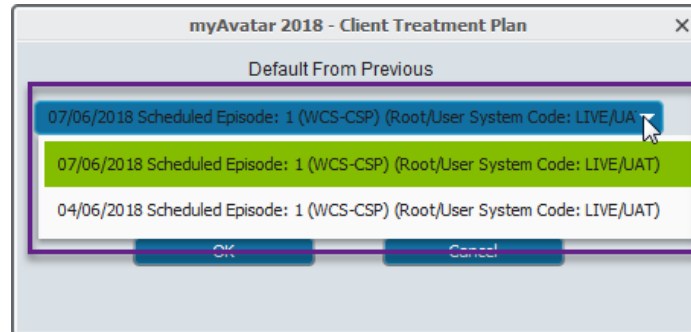 myAvatar 2018 - Client Treatment Plan
Default From Previous
07/06/2018 Scheduled Episode: 1 (WCS-CSP) (Root/User System Code: LIVE/UAT
07/06/2018 Scheduled Episode: 1 (WCS-CSP) (Root/User System Code: LIVE/UAT)
04/06/2018 Scheduled Episode: 1 (WCS-CSP) (Root/User System Code: LIVE/UAT)
OK Cancel